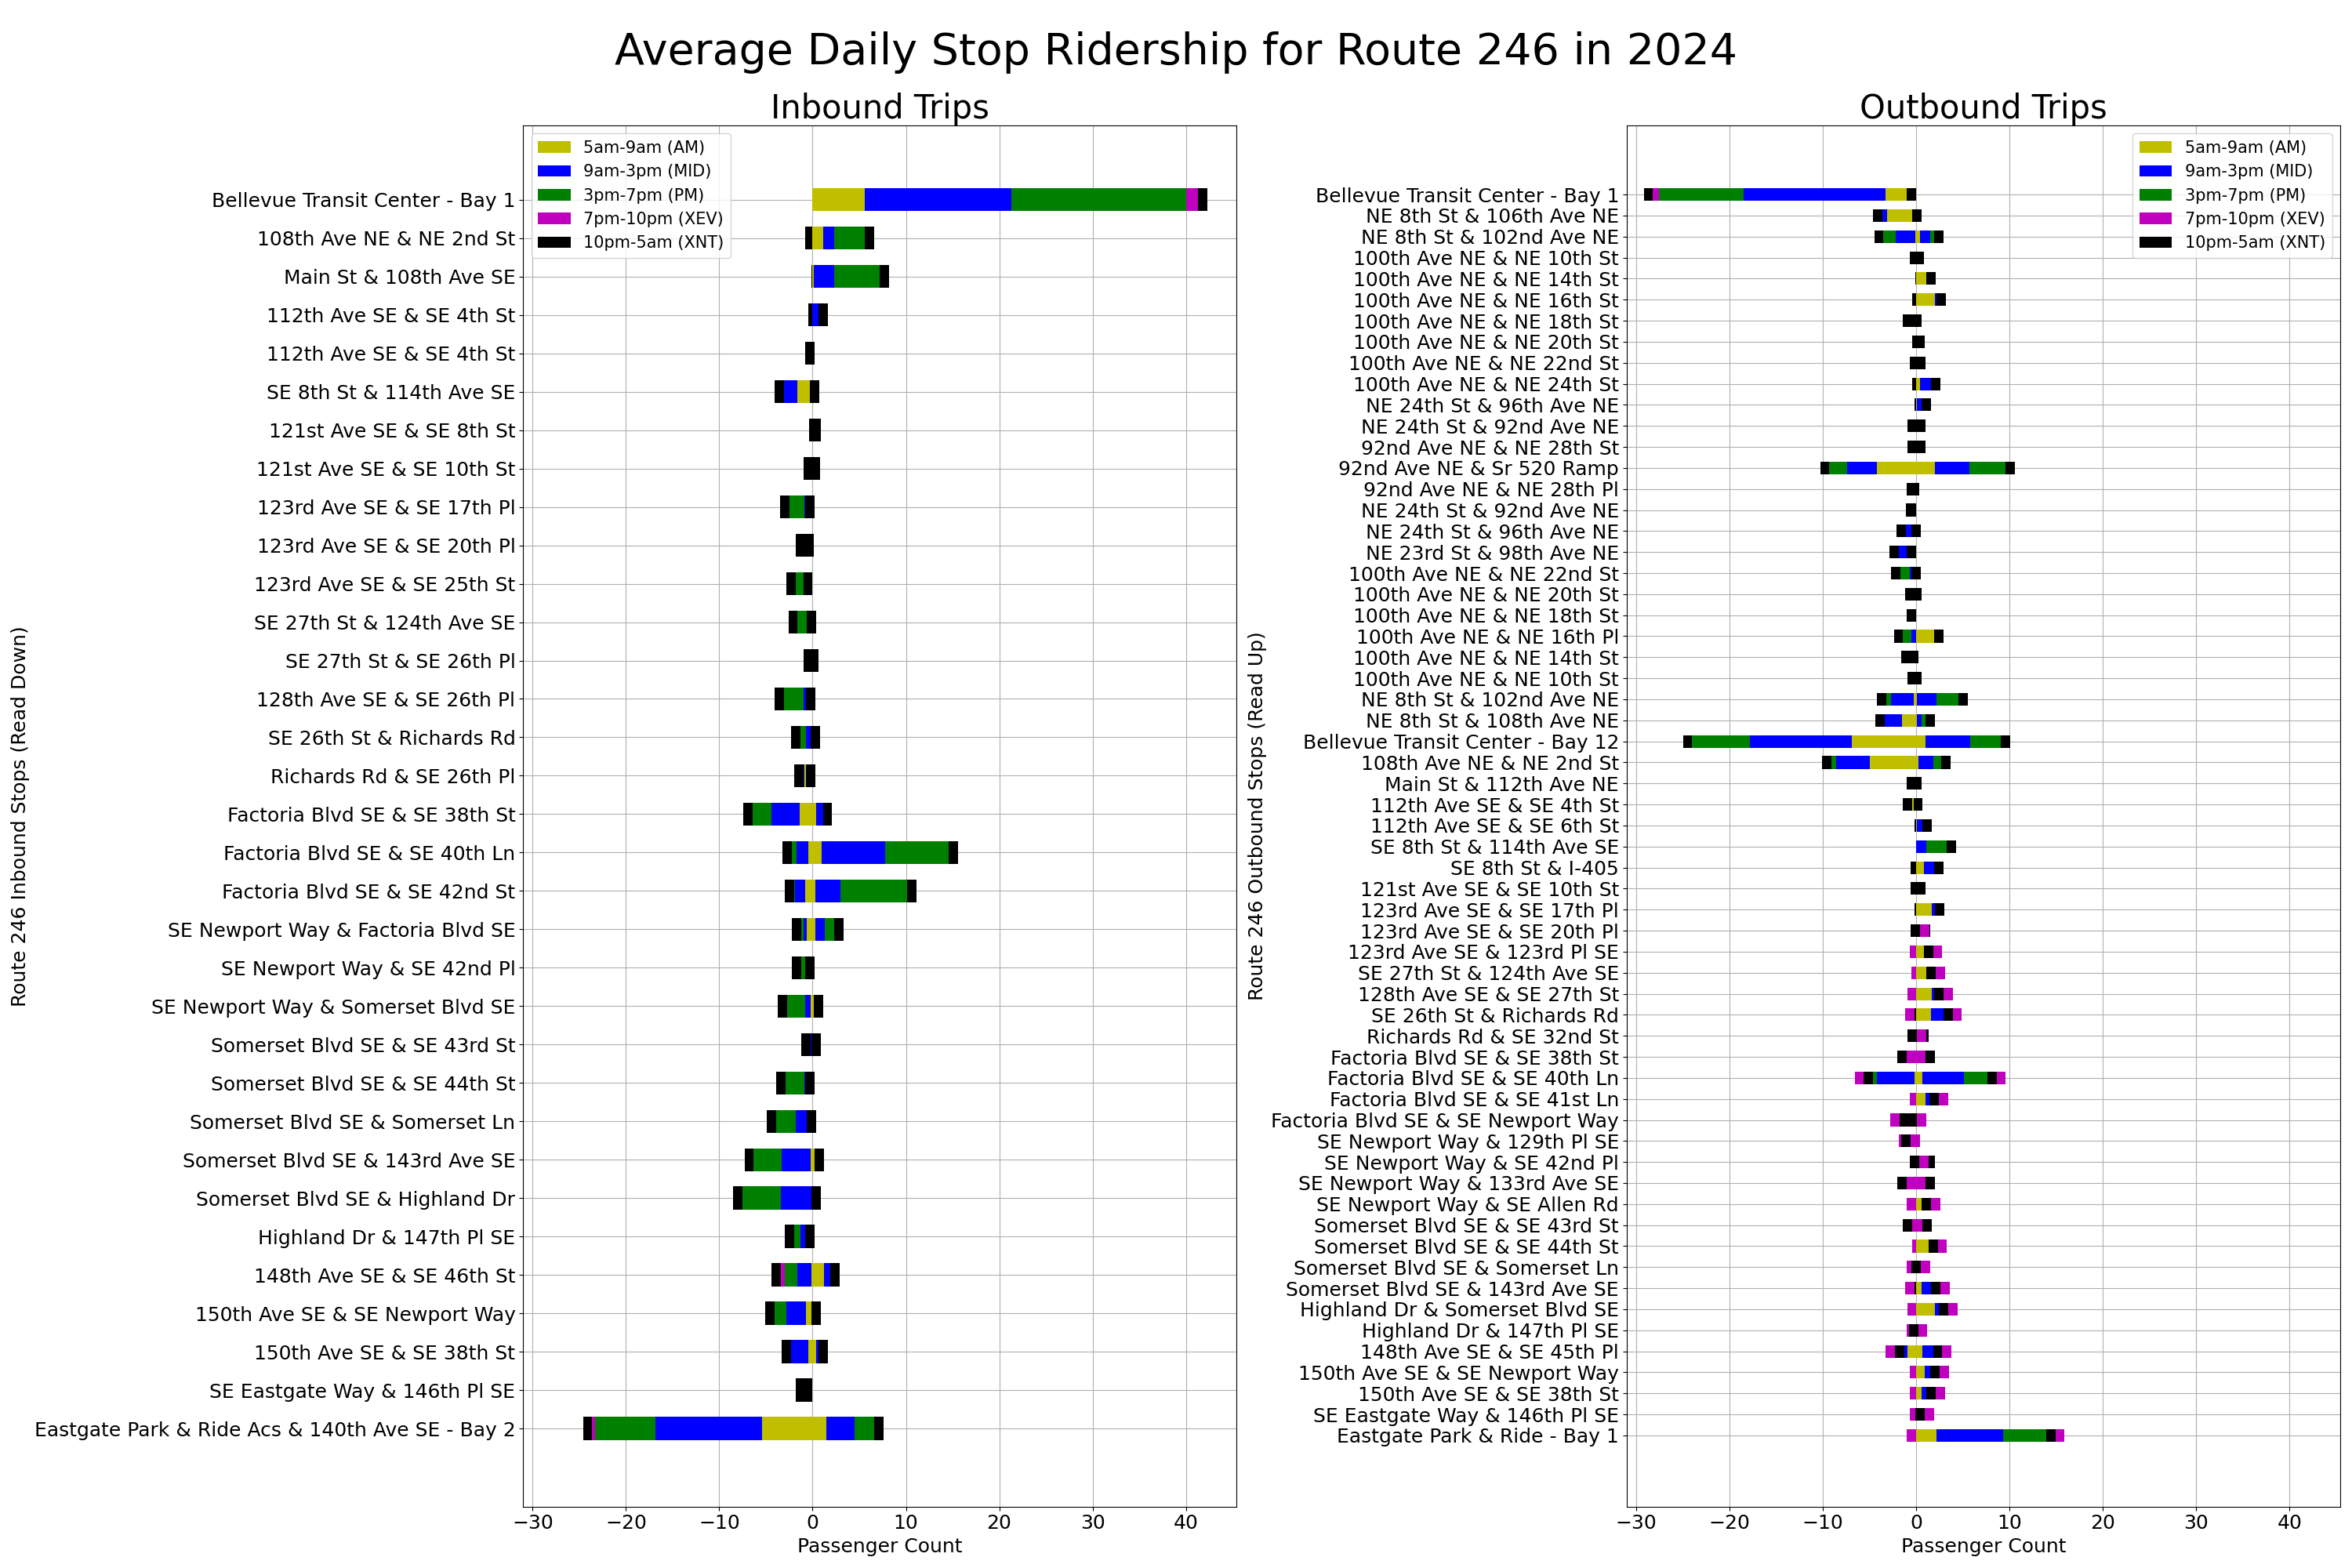 Average Daily Stop Ridership for Route 246 in 2024
Inbound Trips
5am-9am (AM)
9am-3pm (MID)
3pm-7pm (PM)
7pm-10pm (XEV)
10pm-5am (XNT)
Route 246 Inbound Stops (Read Down)
Bellevue Transit Center - Bay 1
108th Ave NE & NE 2nd St
Main St & 108th Ave SE
112th Ave SE & SE 4th St
112th Ave SE & SE 4th St
SE 8th St & 114th Ave SE
121st Ave SE & SE 8th St
121st Ave SE & SE 10th St
123rd Ave SE & SE 17th Pl
123rd Ave SE & SE 20th Pl
123rd Ave SE & SE 25th St
SE 27th St & 124th Ave SE
SE 27th St & SE 26th Pl
128th Ave SE & SE 26th Pl
SE 26th St & Richards Rd
Richards Rd & SE 26th Pl
Factoria Blvd SE & SE 38th St
Factoria Blvd SE & SE 40th Ln
Factoria Blvd SE & SE 42nd St
SE Newport Way & Factoria Blvd SE
SE Newport Way & SE 42nd Pl
SE Newport Way & Somerset Blvd SE
Somerset Blvd SE & SE 43rd St
Somerset Blvd SE & SE 44th St
Somerset Blvd SE & Somerset Ln
Somerset Blvd SE & 143rd Ave SE
Somerset Blvd SE & Highland Dr
Highland Dr & 147th Pl SE
148th Ave SE & SE 46th St
150th Ave SE & SE Newport Way
150th Ave SE & SE 38th St
SE Eastgate Way & 146th Pl SE
Eastgate Park & Ride Acs & 140th Ave SE - Bay 2
−30 −20 −10 0 10 20 30 40
Passenger Count
Outbound Trips
5am-9am (AM)
9am-3pm (MID)
3pm-7pm (PM)
7pm-10pm (XEV)
10pm-5am (XNT)
Route 246 Outbound Stops (Read Up)
Bellevue Transit Center - Bay 1
NE 8th St & 106th Ave NE
NE 8th St & 102nd Ave NE
100th Ave NE & NE 10th St
100th Ave NE & NE 14th St
100th Ave NE & NE 16th St
100th Ave NE & NE 18th St
100th Ave NE & NE 20th St
100th Ave NE & NE 22nd St
100th Ave NE & NE 24th St
NE 24th St & 96th Ave NE
NE 24th St & 92nd Ave NE
92nd Ave NE & NE 28th St
92nd Ave NE & Sr 520 Ramp
92nd Ave NE & NE 28th Pl
NE 24th St & 92nd Ave NE
NE 24th St & 96th Ave NE
NE 23rd St & 98th Ave NE
100th Ave NE & NE 22nd St
100th Ave NE & NE 20th St
100th Ave NE & NE 18th St
100th Ave NE & NE 16th Pl
100th Ave NE & NE 14th St
100th Ave NE & NE 10th St
NE 8th St & 102nd Ave NE
NE 8th St & 108th Ave NE
Bellevue Transit Center - Bay 12
108th Ave NE & NE 2nd St
Main St & 112th Ave NE
112th Ave SE & SE 4th St
112th Ave SE & SE 6th St
SE 8th St & 114th Ave SE
SE 8th St & I-405
121st Ave SE & SE 10th St
123rd Ave SE & SE 17th Pl
123rd Ave SE & SE 20th Pl
123rd Ave SE & 123rd Pl SE
SE 27th St & 124th Ave SE
128th Ave SE & SE 27th St
SE 26th St & Richards Rd
Richards Rd & SE 32nd St
Factoria Blvd SE & SE 38th St
Factoria Blvd SE & SE 40th Ln
Factoria Blvd SE & SE 41st Ln
Factoria Blvd SE & SE Newport Way
SE Newport Way & 129th Pl SE
SE Newport Way & SE 42nd Pl
SE Newport Way & 133rd Ave SE
SE Newport Way & SE Allen Rd
Somerset Blvd SE & SE 43rd St
Somerset Blvd SE & SE 44th St
Somerset Blvd SE & Somerset Ln
Somerset Blvd SE & 143rd Ave SE
Highland Dr & Somerset Blvd SE
Highland Dr & 147th Pl SE
148th Ave SE & SE 45th Pl
150th Ave SE & SE Newport Way
150th Ave SE & SE 38th St
SE Eastgate Way & 146th Pl SE
Eastgate Park & Ride - Bay 1
−30 −20 −10 0 10 20 30 40
Passenger Count